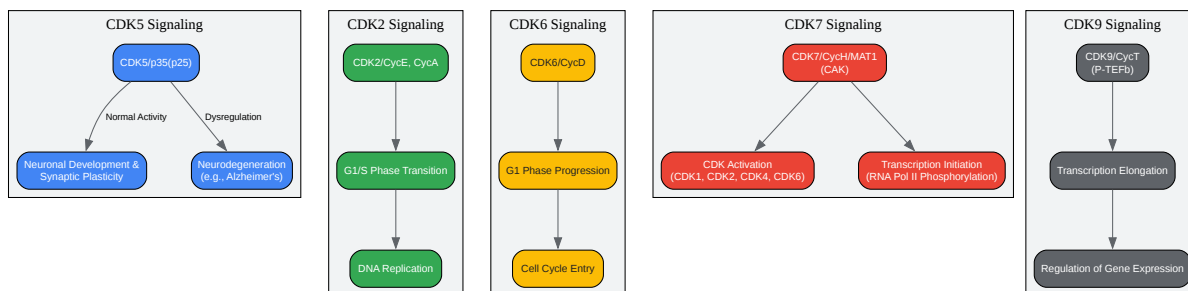 CDK5 Signaling
CDK5/p35(p25)
Normal Activity
Dysregulation
Neuronal Development &
Synaptic Plasticity
Neurodegeneration
(e.g., Alzheimer's)
CDK2 Signaling
CDK2/CycE, CycA
G1/S Phase Transition
DNA Replication
CDK6 Signaling
CDK6/CycD
G1 Phase Progression
Cell Cycle Entry
CDK7 Signaling
CDK7/CycH/MAT1
(CAK)
CDK Activation
(CDK1, CDK2, CDK4, CDK6)
Transcription Initiation
(RNA Pol II Phosphorylation)
CDK9 Signaling
CDK9/CycT
(P-TEFb)
Transcription Elongation
Regulation of Gene Expression